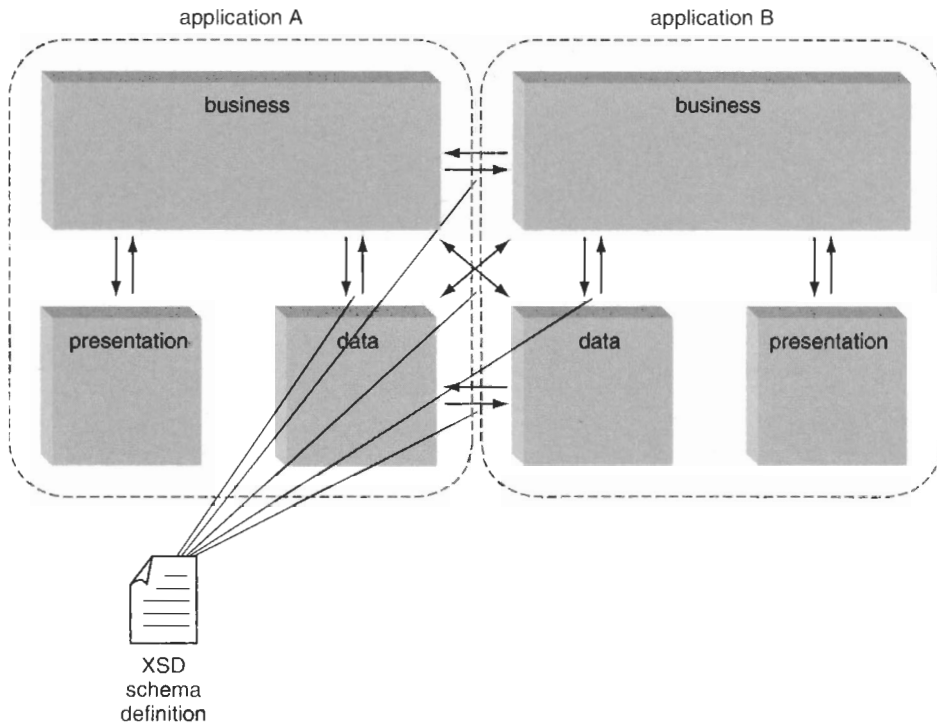 application A
application B
business
business
presentation
data
data
presentation
XSD
schema
definition